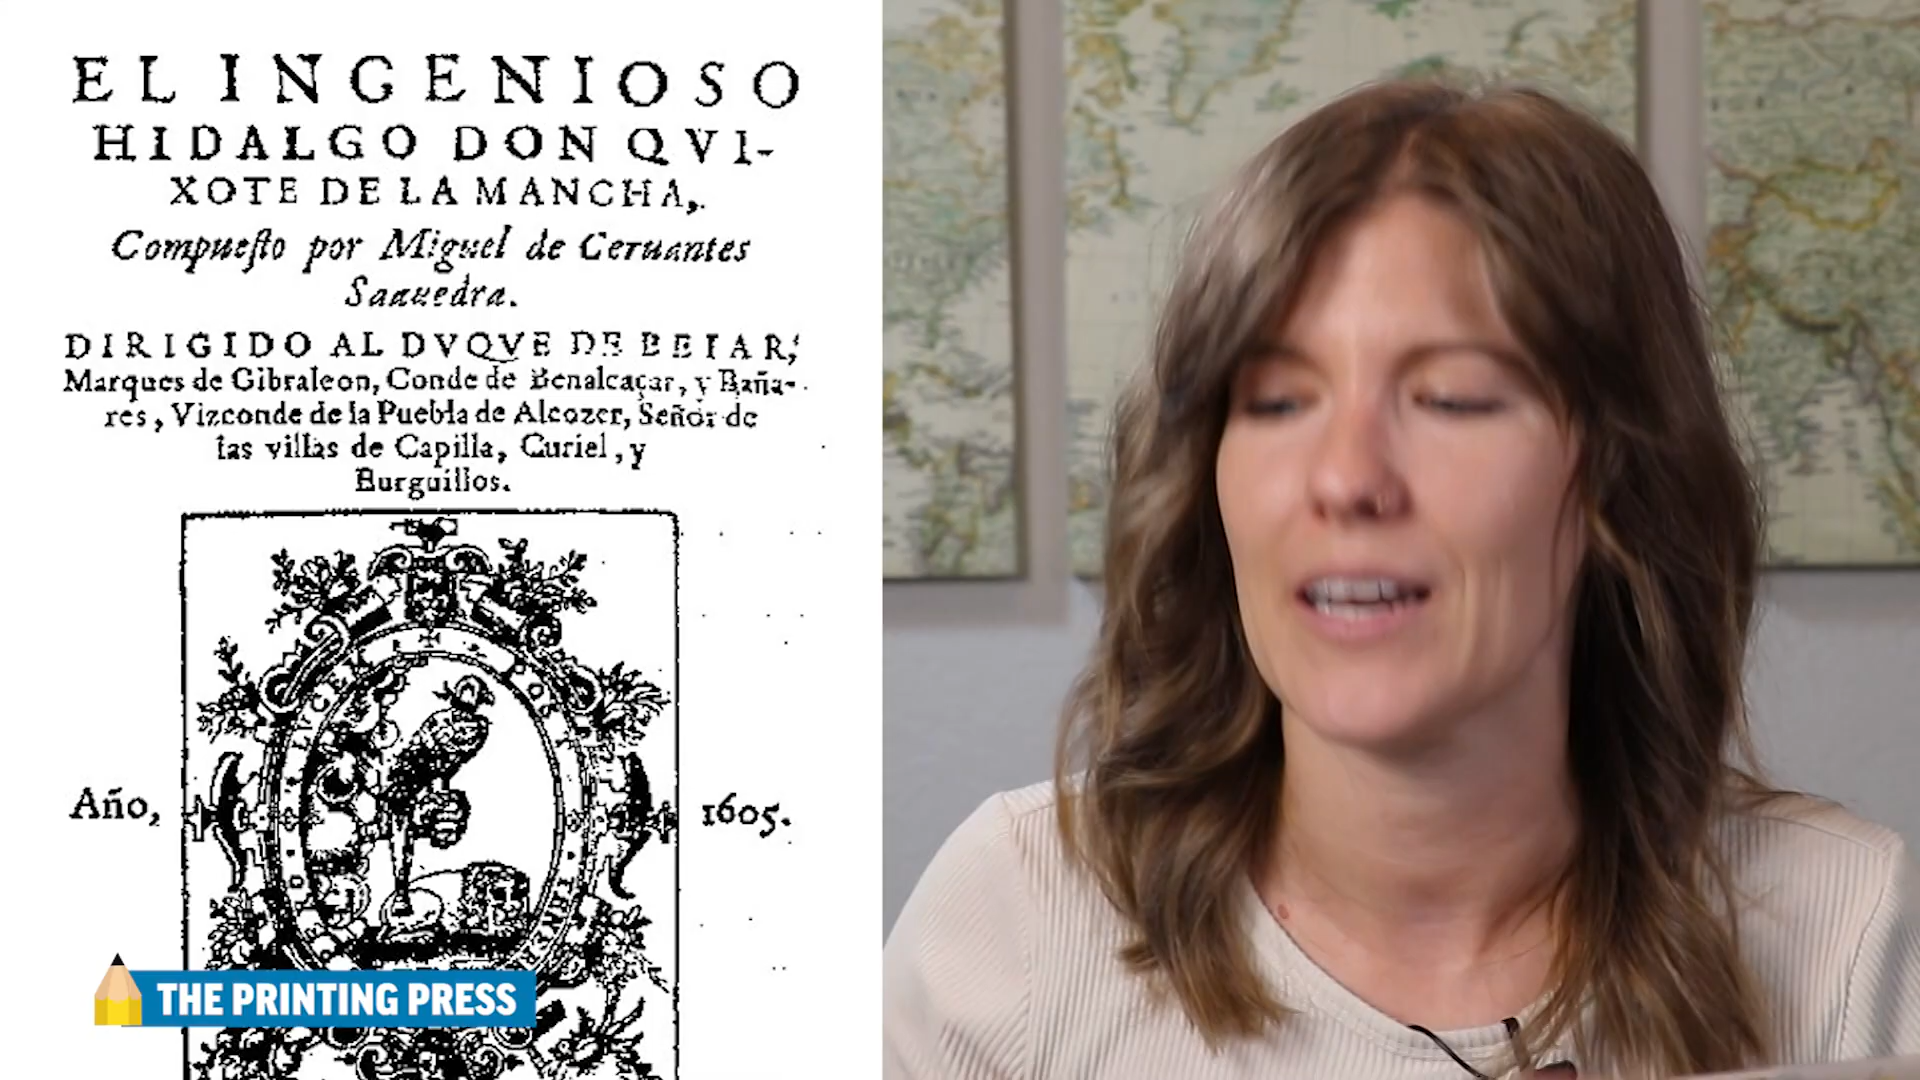 EL INGENIOSO
HIDALGO DON QVI-
XOTE DE LA MANCHA,
Compuesto por Miguel de Ceruantes
Saauedra.
DIRIGIDO AL DVQVE DE BEIAR,
Marques de Gibraleon, Conde de Benalcaçar, y Baña-
res, Vizconde de la Puebla de Alcozer, Señor de
las villas de Capilla, Curiel, y
Burguillos.
Año, 1605.
THE PRINTING PRESS